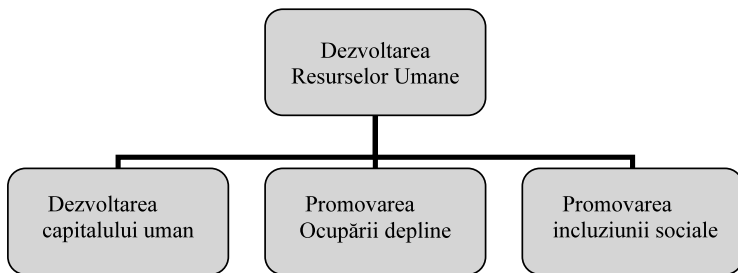 Dezvoltarea
Resurselor Umane
Dezvoltarea
capitalului uman
Promovarea
Ocupării depline
Promovarea
incluziunii sociale